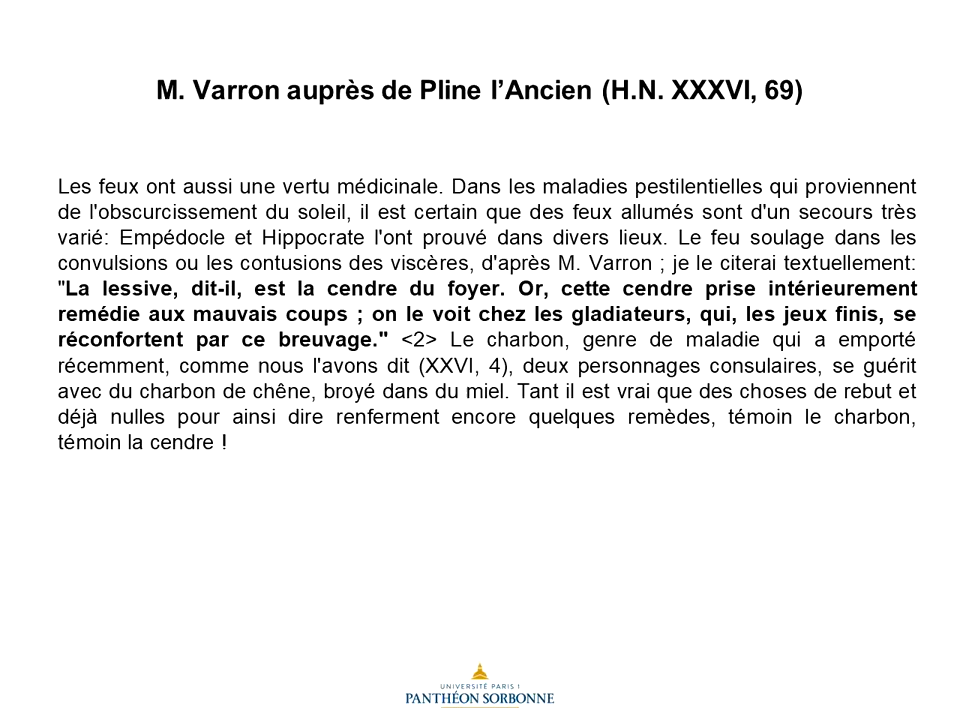 M. Varron auprès de Pline l’Ancien (H.N. XXXVI, 69)
Les feux ont aussi une vertu médicinale. Dans les maladies pestilentielles qui proviennent
de l'obscurcissement du soleil, il est certain que des feux allumés sont d'un secours très
varié: Empédocle et Hippocrate l'ont prouvé dans divers lieux. Le feu soulage dans les
convulsions ou les contusions des viscères, d'après M. Varron ; je le citerai textuellement:
"La lessive, dit-il, est la cendre du foyer. Or, cette cendre prise intérieurement
remédie aux mauvais coups ; on le voit chez les gladiateurs, qui, les jeux finis, se
réconfortent par ce breuvage." <2> Le charbon, genre de maladie qui a emporté
récemment, comme nous l'avons dit (XXVI, 4), deux personnages consulaires, se guérit
avec du charbon de chêne, broyé dans du miel. Tant il est vrai que des choses de rebut et
déjà nulles pour ainsi dire renferment encore quelques remèdes, témoin le charbon,
témoin la cendre !
UNIVERSITÉ PARIS 1
PANTHÉON SORBONNE